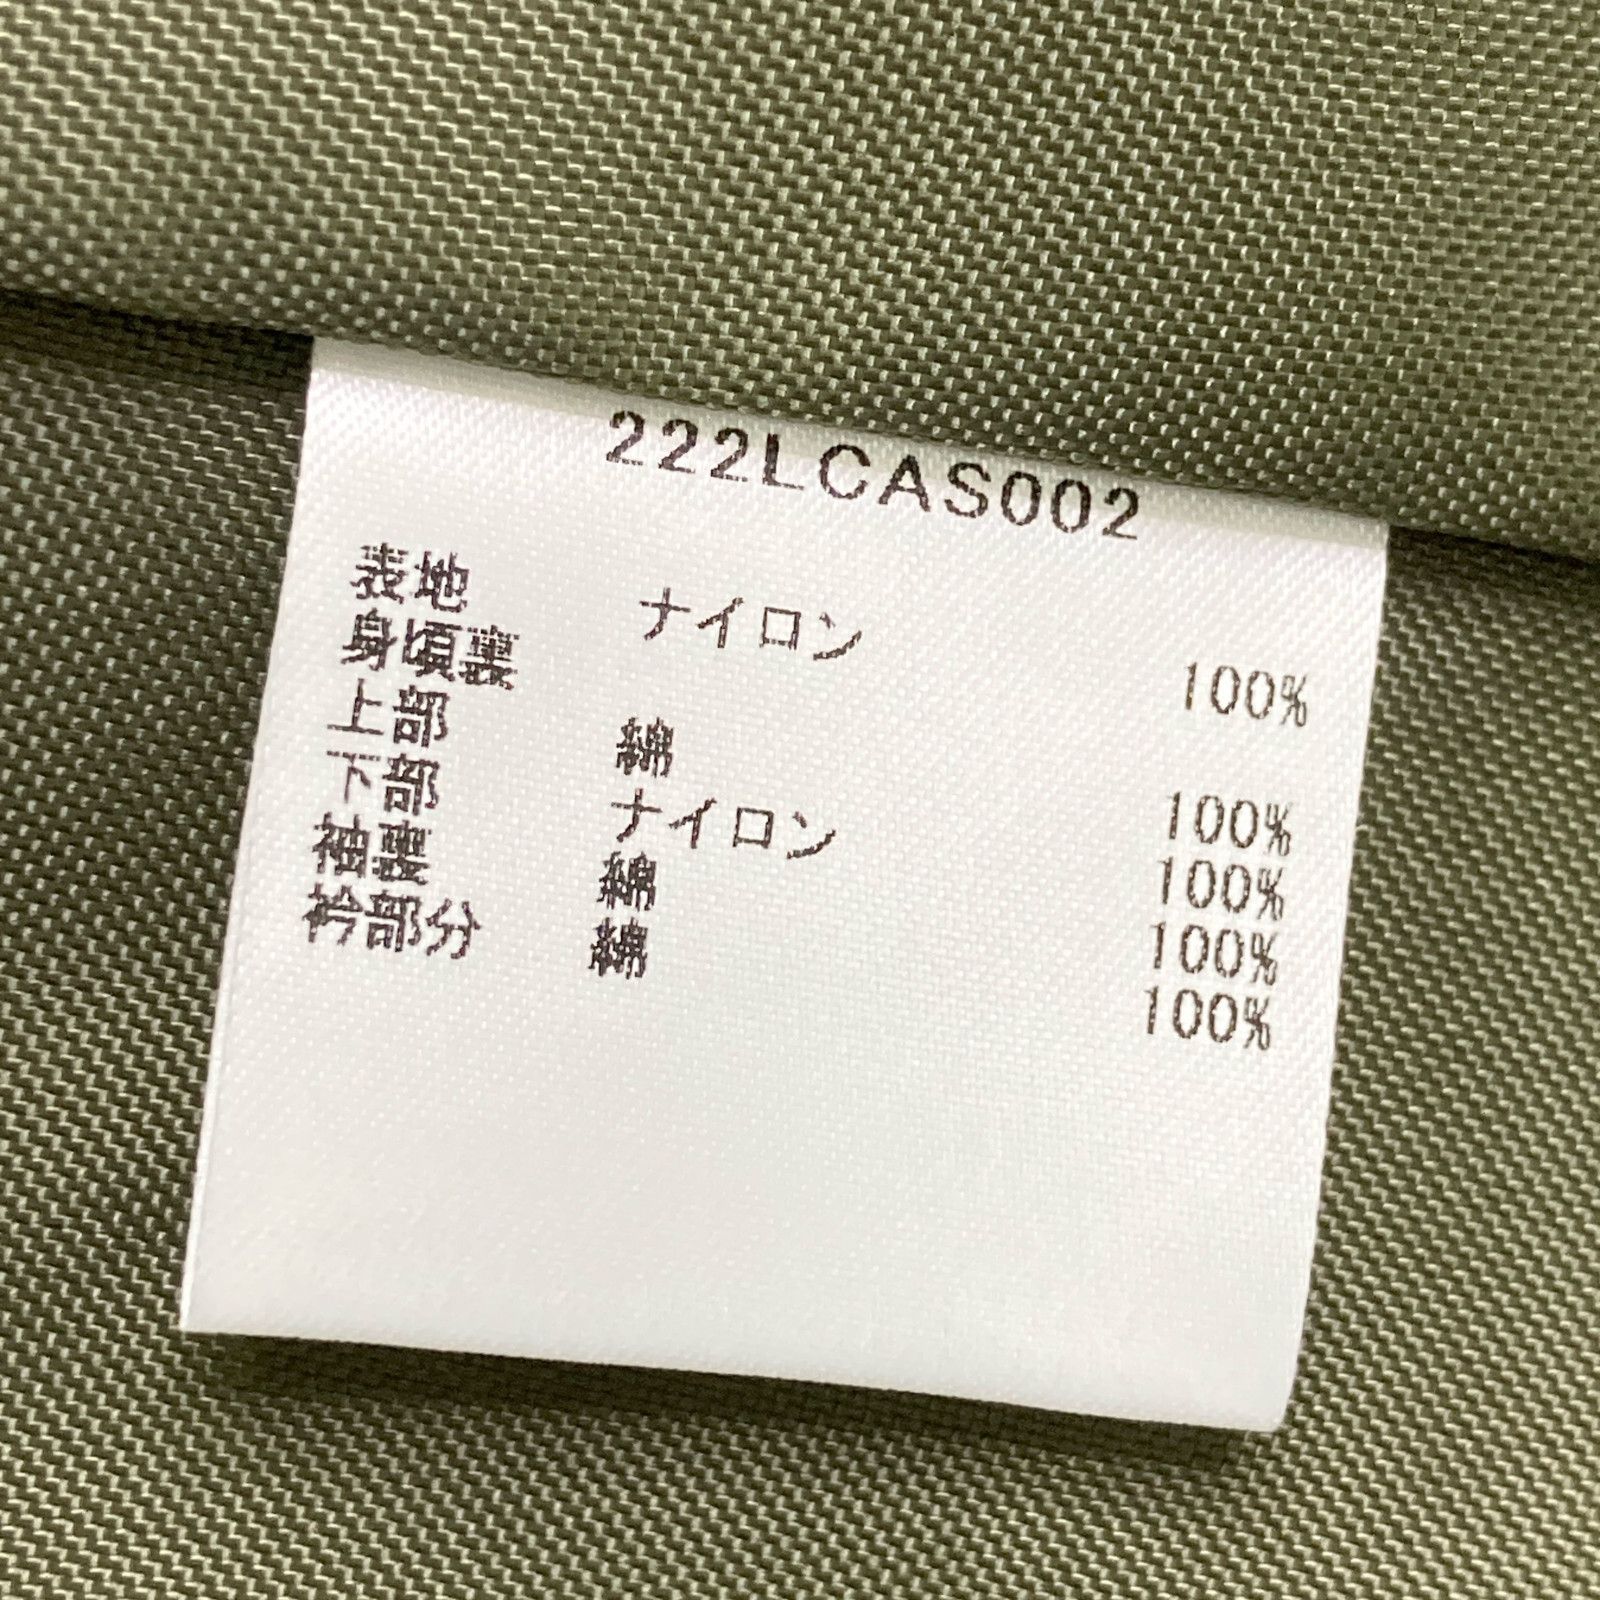 222LCAS002
表地 ナイロン 100%
身頃裏
上部 綿 100%
下部 ナイロン 100%
袖裏 綿 100%
衿部分 綿 100%